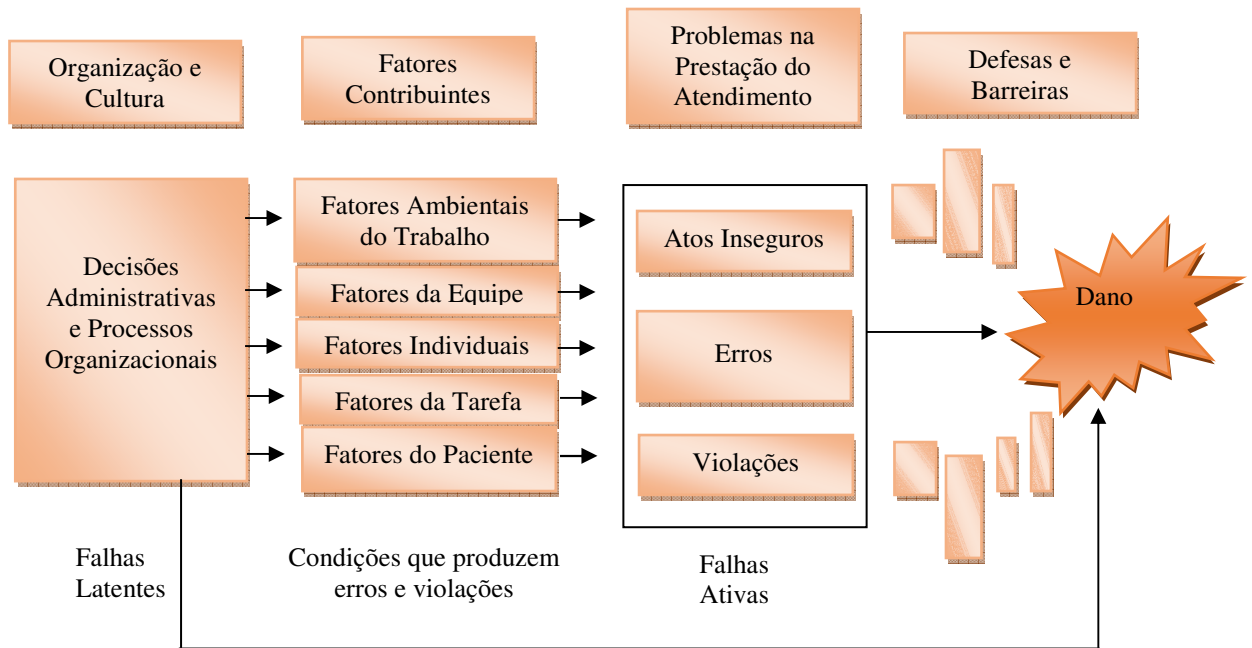 Organização e
Cultura
Fatores
Contribuintes
Problemas na
Prestação do
Atendimento
Defesas e
Barreiras
Decisões
Administrativas
e Processos
Organizacionais
Fatores Ambientais
do Trabalho
Fatores da Equipe
Fatores Individuais
Fatores da Tarefa
Fatores do Paciente
Atos Inseguros
Erros
Violações
Dano
Falhas
Latentes
Condições que produzem
erros e violações
Falhas
Ativas